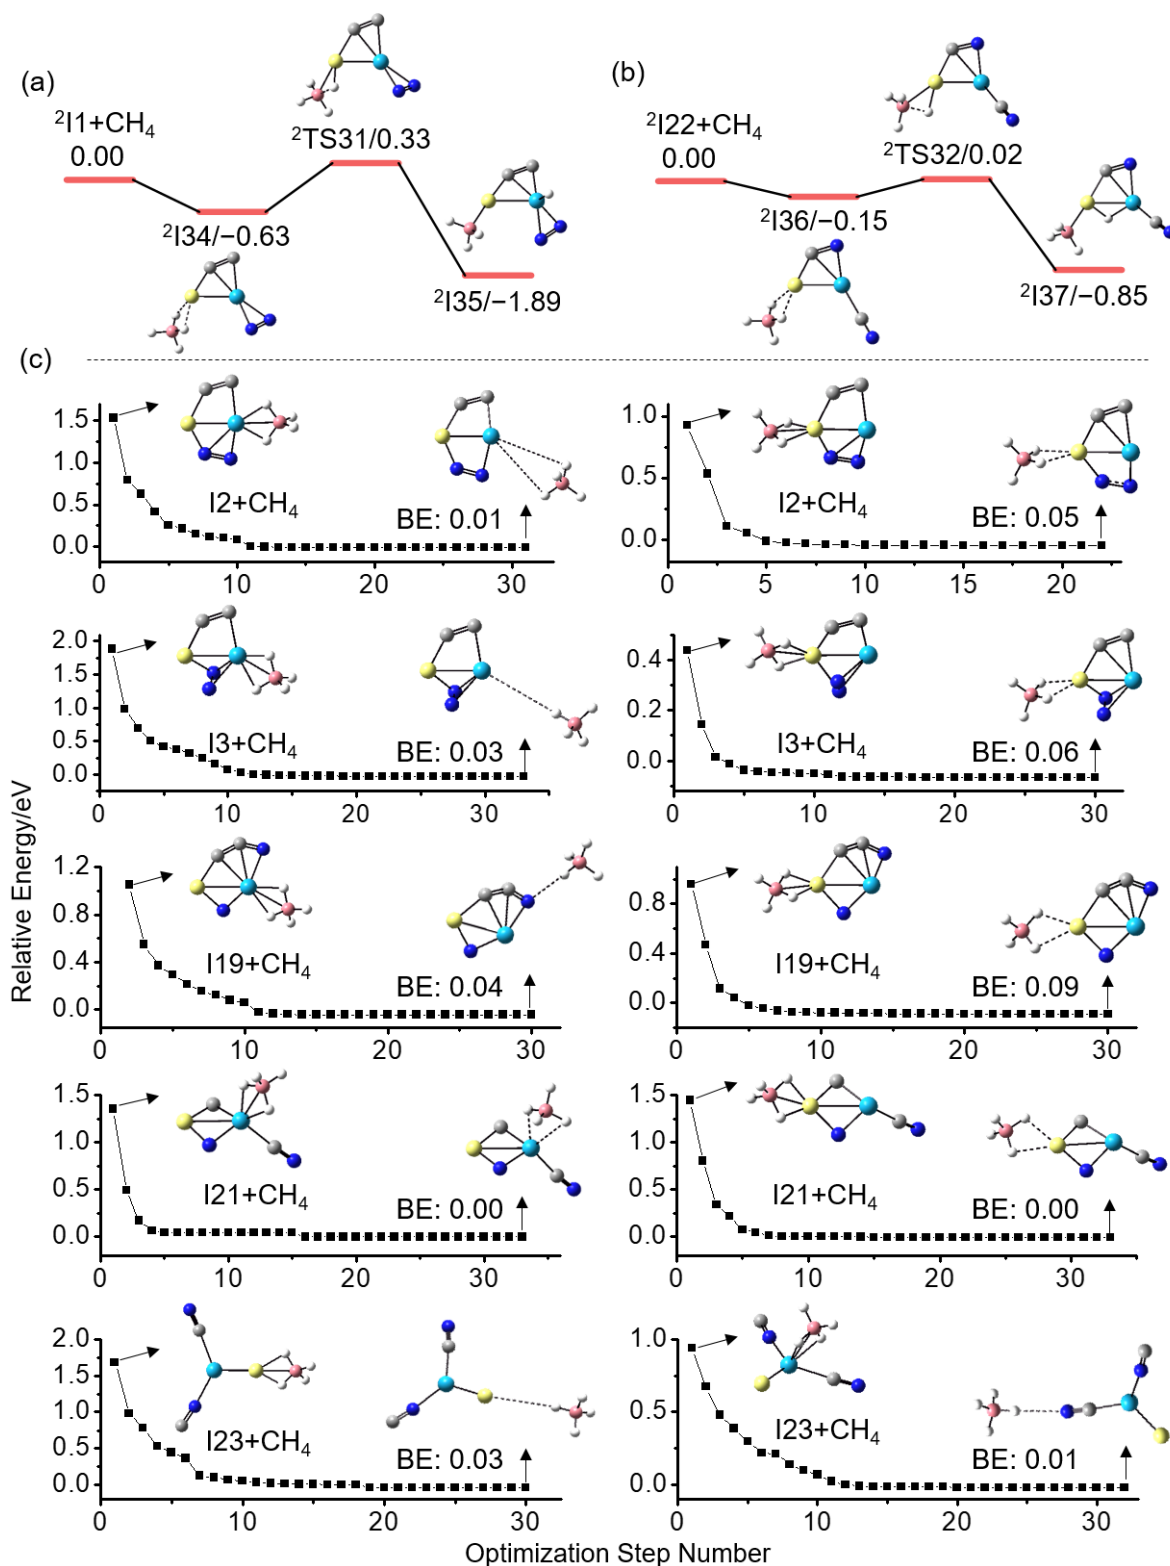 (a)
²I1+CH₄
0.00
²I34/−0.63
²TS31/0.33
²I35/−1.89
(b)
²I22+CH₄
0.00
²I36/−0.15
²TS32/0.02
²I37/−0.85
(c)
Relative Energy/eV
1.5
1.0
0.5
0.0
I2+CH₄
BE: 0.01
0 10 20 30
1.0
0.5
0.0
I2+CH₄
BE: 0.05
0 5 10 15 20
2.0
1.5
1.0
0.5
0.0
I3+CH₄
BE: 0.03
0 10 20 30
0.4
0.2
0.0
I3+CH₄
BE: 0.06
0 10 20 30
1.2
0.8
0.4
0.0
I19+CH₄
BE: 0.04
0 10 20 30
0.8
0.4
0.0
I19+CH₄
BE: 0.09
0 10 20 30
1.5
1.0
0.5
0.0
I21+CH₄
BE: 0.00
0 10 20 30
1.5
1.0
0.5
0.0
I21+CH₄
BE: 0.00
0 10 20 30
2.0
1.5
1.0
0.5
0.0
I23+CH₄
BE: 0.03
0 10 20 30
1.0
0.5
0.0
I23+CH₄
BE: 0.01
0 10 20 30
Optimization Step Number